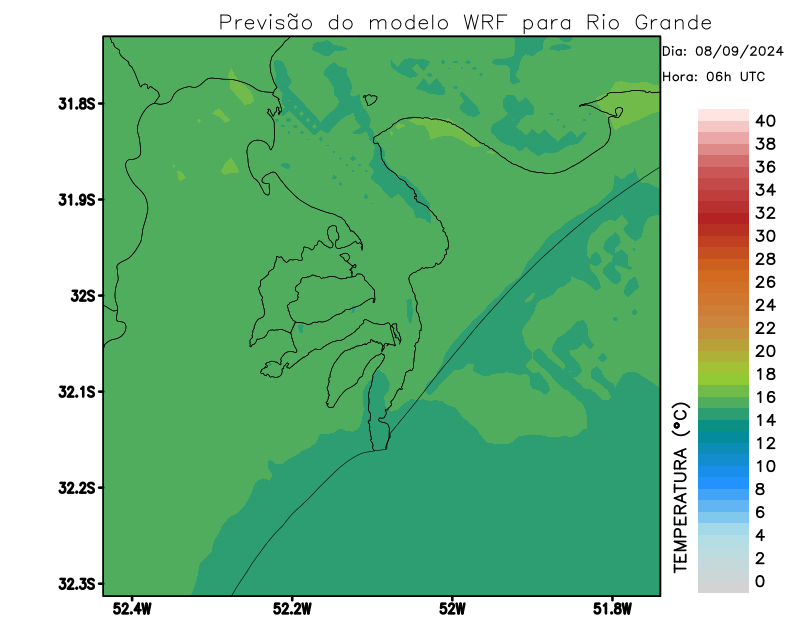 Previsão do modelo WRF para Rio Grande
Dia: 08/09/2024
Hora: 06h UTC
31.8S
31.9S
32S
32.1S
32.2S
32.3S
52.4W
52.2W
52W
51.8W
TEMPERATURA (°C)
40
38
36
34
32
30
28
26
24
22
20
18
16
14
12
10
8
6
4
2
0